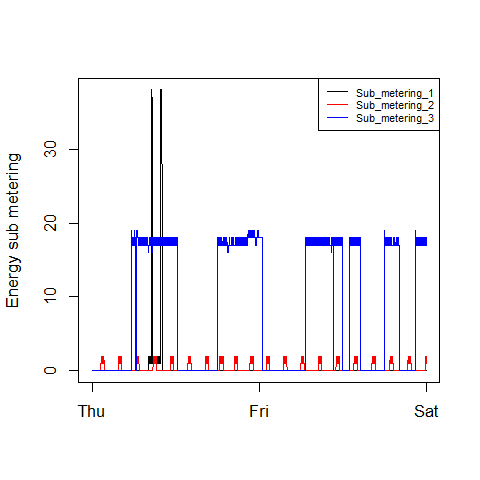 Sub_metering_1
Sub_metering_2
Sub_metering_3
Energy sub metering
30
20
10
0
Thu Fri Sat